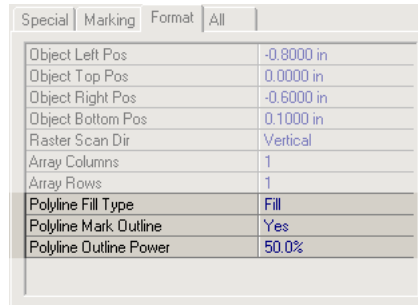 Special Marking Format All
Object Left Pos -0.8000 in
Object Top Pos 0.0000 in
Object Right Pos -0.6000 in
Object Bottom Pos 0.1000 in
Raster Scan Dir Vertical
Array Columns 1
Array Rows 1
Polyline Fill Type Fill
Polyline Mark Outline Yes
Polyline Outline Power 50.0%